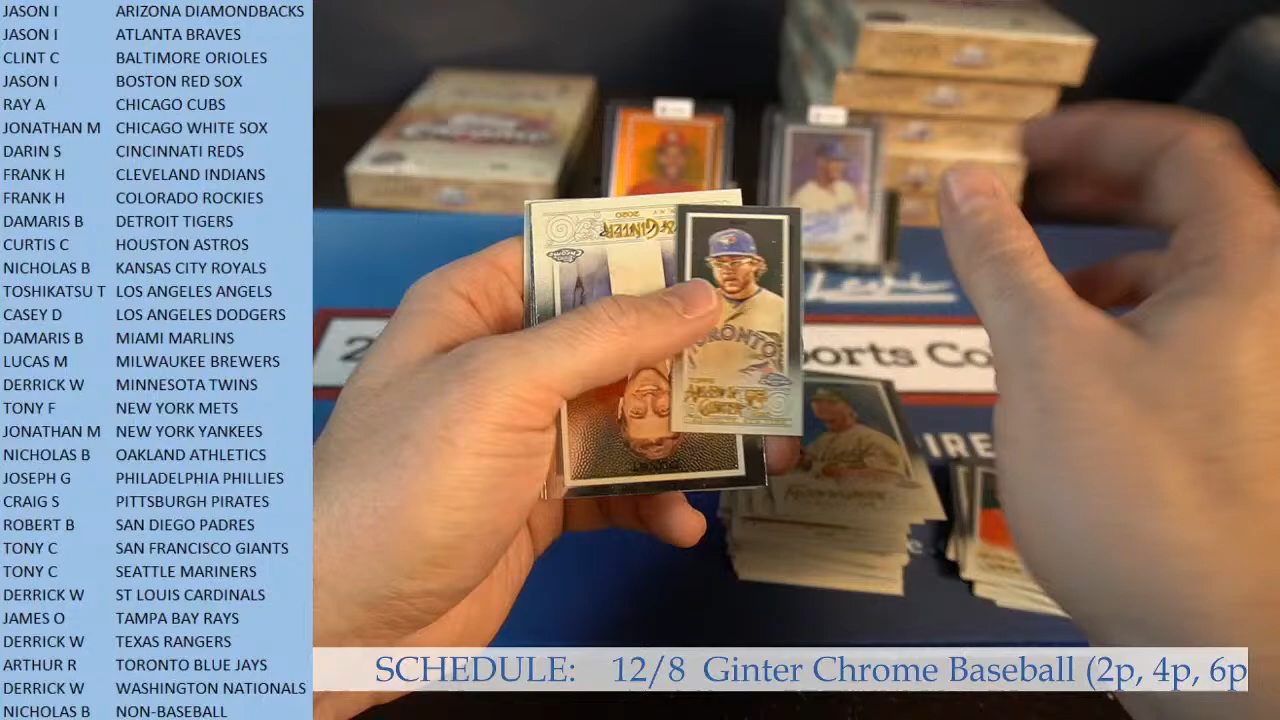 JASON I ARIZONA DIAMONDBACKS
JASON I ATLANTA BRAVES
CLINT C BALTIMORE ORIOLES
JASON I BOSTON RED SOX
RAY A CHICAGO CUBS
JONATHAN M CHICAGO WHITE SOX
DARIN S CINCINNATI REDS
FRANK H CLEVELAND INDIANS
FRANK H COLORADO ROCKIES
DAMARIS B DETROIT TIGERS
CURTIS C HOUSTON ASTROS
NICHOLAS B KANSAS CITY ROYALS
TOSHIKATSU T LOS ANGELES ANGELS
CASEY D LOS ANGELES DODGERS
DAMARIS B MIAMI MARLINS
LUCAS M MILWAUKEE BREWERS
DERRICK W MINNESOTA TWINS
TONY F NEW YORK METS
JONATHAN M NEW YORK YANKEES
NICHOLAS B OAKLAND ATHLETICS
JOSEPH G PHILADELPHIA PHILLIES
CRAIG S PITTSBURGH PIRATES
ROBERT B SAN DIEGO PADRES
TONY C SAN FRANCISCO GIANTS
TONY C SEATTLE MARINERS
DERRICK W ST LOUIS CARDINALS
JAMES O TAMPA BAY RAYS
DERRICK W TEXAS RANGERS
ARTHUR R TORONTO BLUE JAYS
DERRICK W WASHINGTON NATIONALS
NICHOLAS B NON-BASEBALL
2020
GINTER
TORONTO
ALLEN & GINTER
ports Co
IRE
SCHEDULE: 12/8 Ginter Chrome Baseball (2p, 4p, 6p